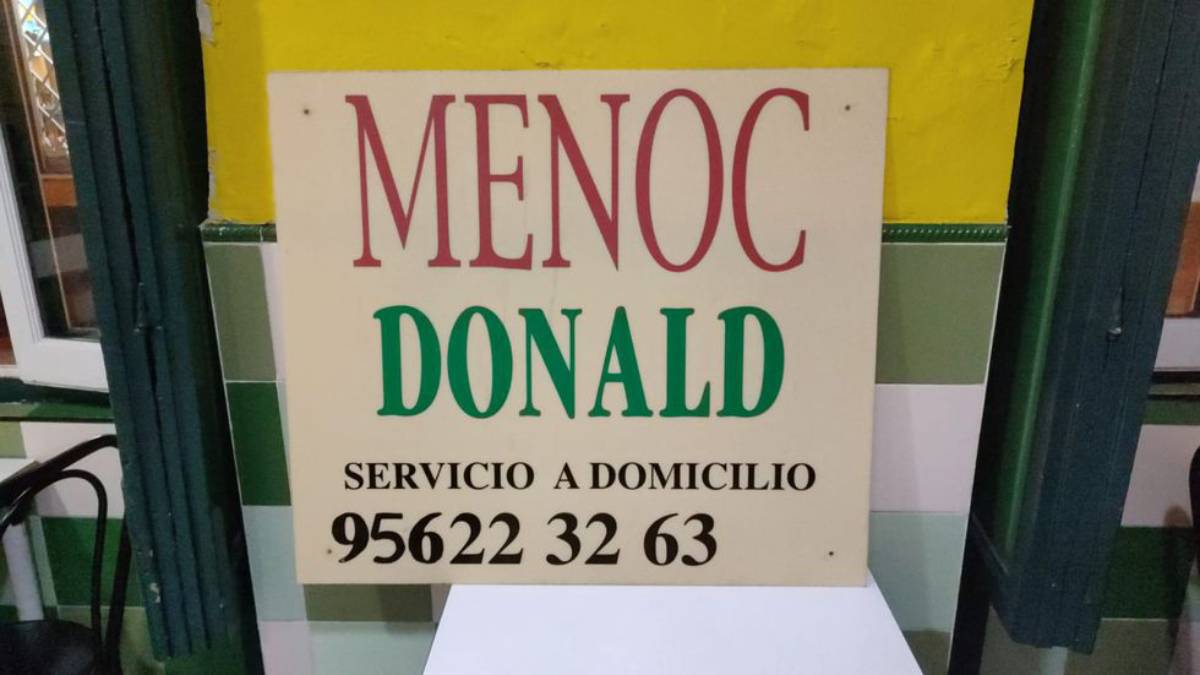 MENOC
DONALD
SERVICIO A DOMICILIO
95622 32 63